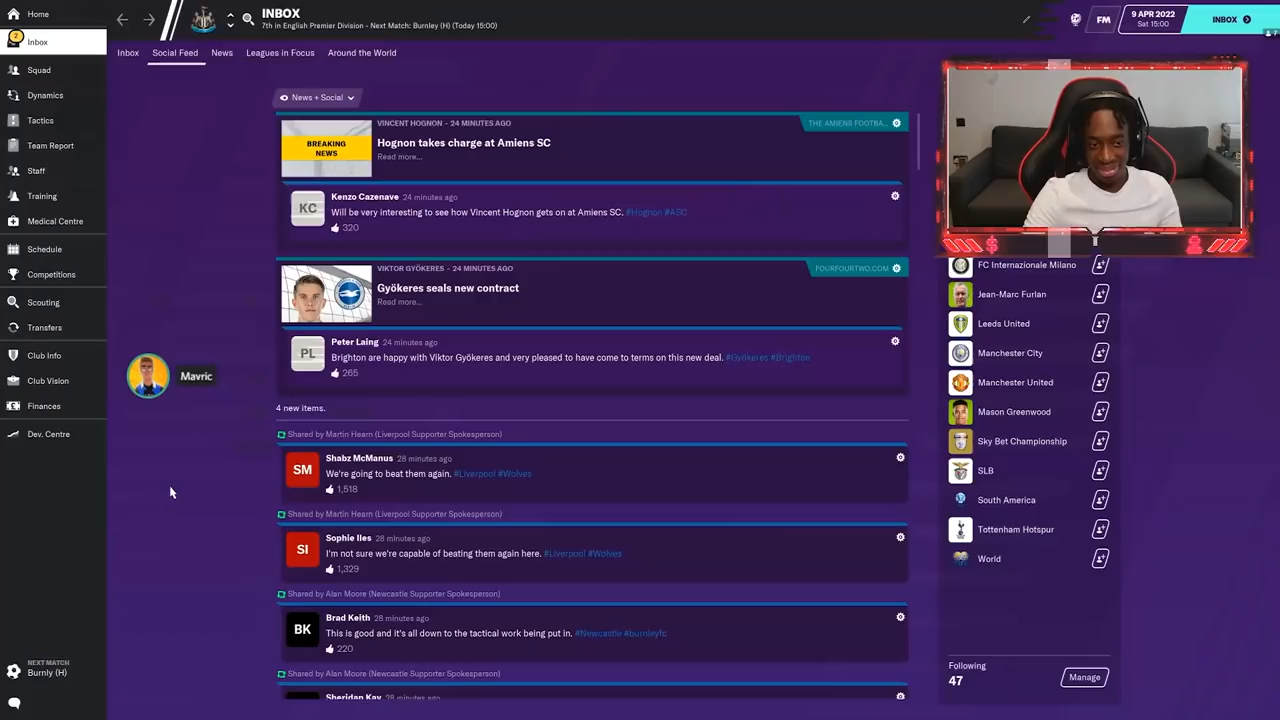 Home
INBOX
7th in English Premier Division - Next Match: Burnley (H) (Today 15:00)
FM
9 APR 2022
Sat 15:00
INBOX
7
2
Inbox
Squad
Dynamics
Tactics
Team Report
Staff
Training
Medical Centre
Schedule
Competitions
Scouting
Transfers
Club Info
Club Vision
Finances
Dev. Centre
NEXT MATCH
Burnly (H)
Inbox
Social Feed
News
Leagues in Focus
Around the World
News + Social
BREAKING
NEWS
VINCENT HOGNON - 24 MINUTES AGO
THE AMIENS FOOTBA...
Hognon takes charge at Amiens SC
Read more...
KC
Kenzo Cazenave 24 minutes ago
Will be very interesting to see how Vincent Hognon gets on at Amiens SC. #Hognon #ASC
320
VIKTOR GYÖKERES - 24 MINUTES AGO
FOURFOURTWO.COM
Gyökeres seals new contract
Read more...
PL
Peter Laing 24 minutes ago
Brighton are happy with Viktor Gyökeres and very pleased to have come to terms on this new deal. #Gyökeres #Brighton
265
Mavric
4 new items.
Shared by Martin Hearn (Liverpool Supporter Spokesperson)
SM
Shabz McManus 28 minutes ago
We're going to beat them again. #Liverpool #Wolves
1,518
Shared by Martin Hearn (Liverpool Supporter Spokesperson)
SI
Sophie Iles 28 minutes ago
I'm not sure we're capable of beating them again here. #Liverpool #Wolves
1,329
Shared by Alan Moore (Newcastle Supporter Spokesperson)
BK
Brad Keith 28 minutes ago
This is good and it's all down to the tactical work being put in. #Newcastle #burnleyfc
220
Shared by Alan Moore (Newcastle Supporter Spokesperson)
Sheridan Kay 28 minutes ago
FC Internazionale Milano
Jean-Marc Furlan
Leeds United
Manchester City
Manchester United
Mason Greenwood
Sky Bet Championship
SLB
South America
Tottenham Hotspur
World
Following
47
Manage